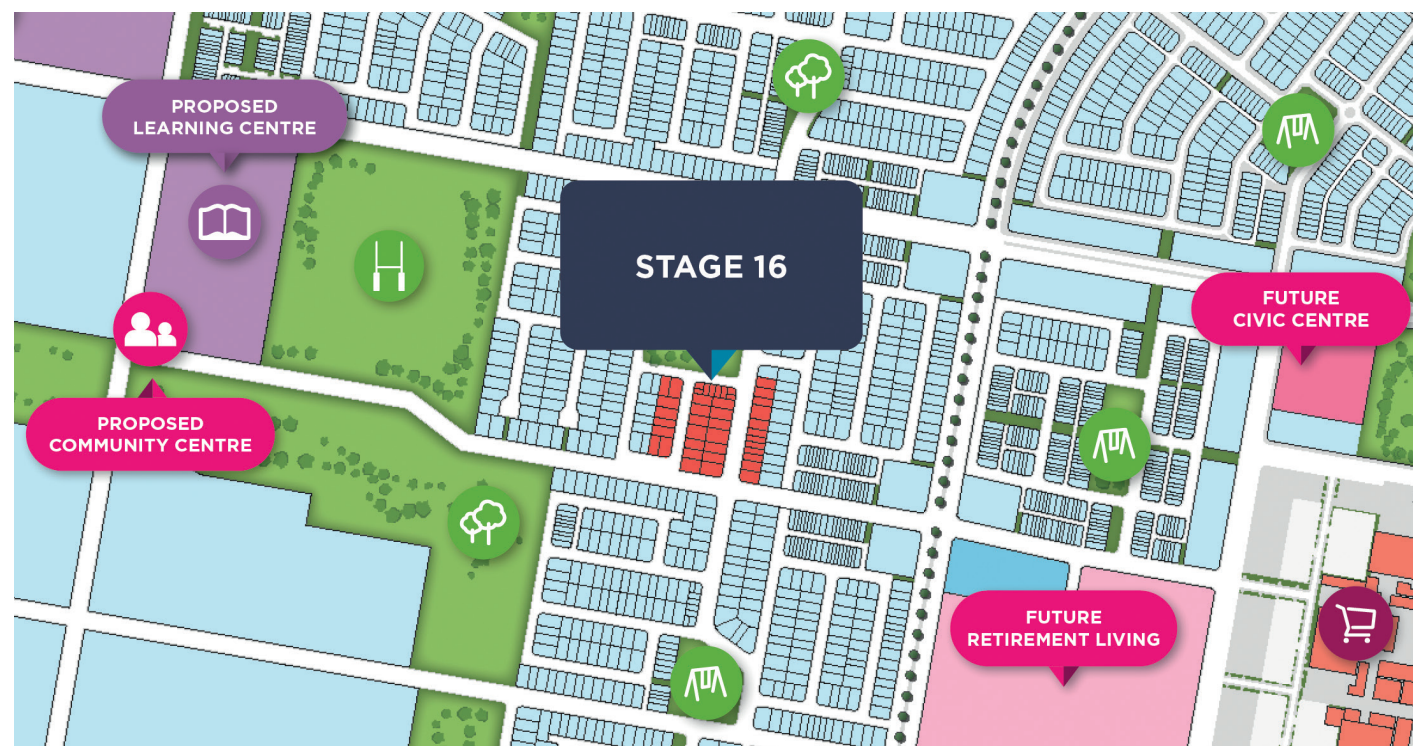 PROPOSED
LEARNING CENTRE
STAGE 16
FUTURE
CIVIC CENTRE
PROPOSED
COMMUNITY CENTRE
FUTURE
RETIREMENT LIVING